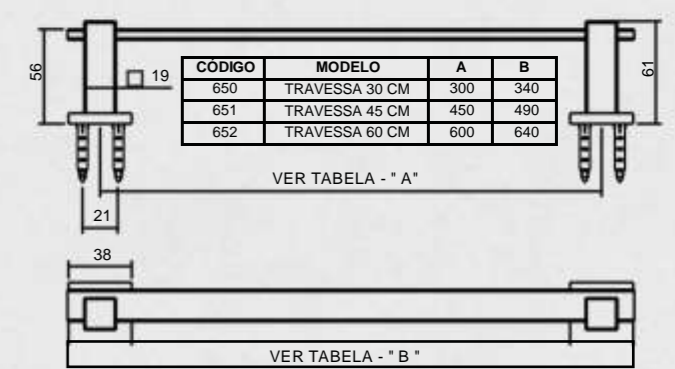 56
19
61
CÓDIGO MODELO A B
650 TRAVESSA 30 CM 300 340
651 TRAVESSA 45 CM 450 490
652 TRAVESSA 60 CM 600 640
VER TABELA - " A"
21
38
VER TABELA - " B "